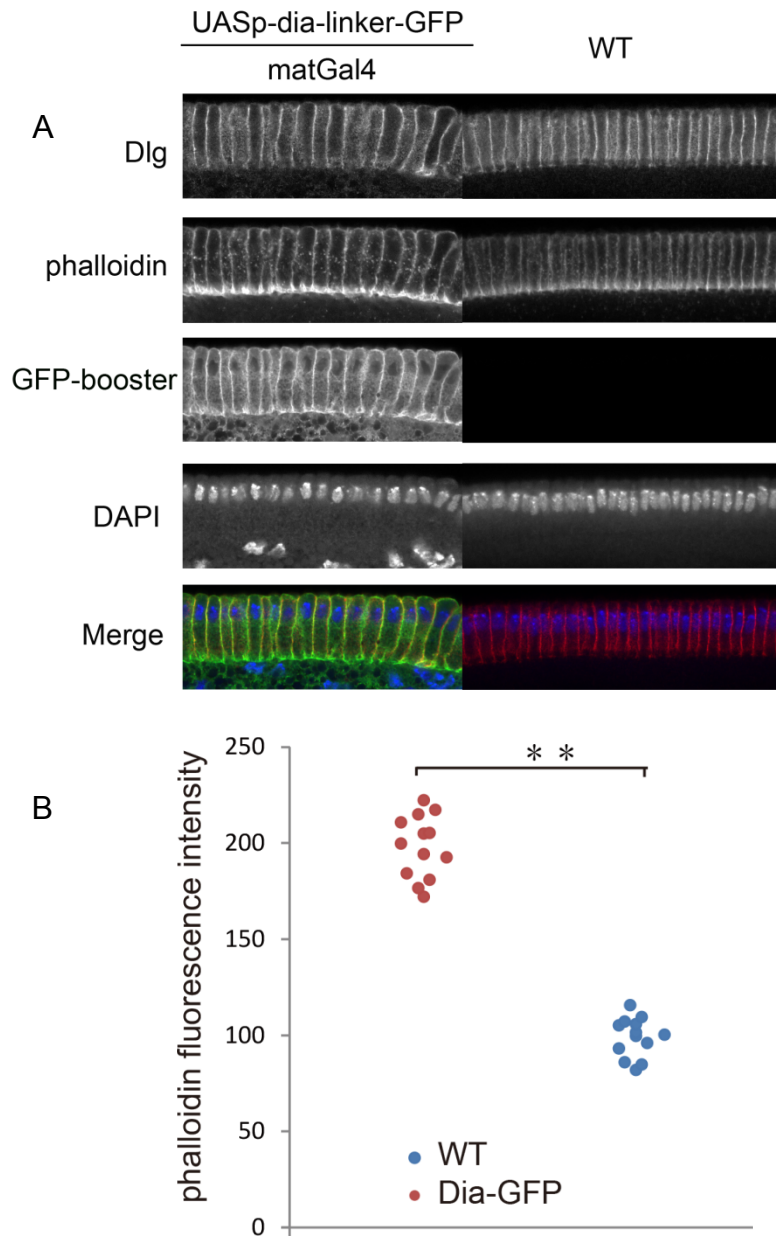 UASp-dia-linker-GFP
matGal4
WT
A
Dlg
phalloidin
GFP-booster
DAPI
Merge
B
phalloidin fluorescence intensity
250
200
150
100
50
0
* *
WT
Dia-GFP